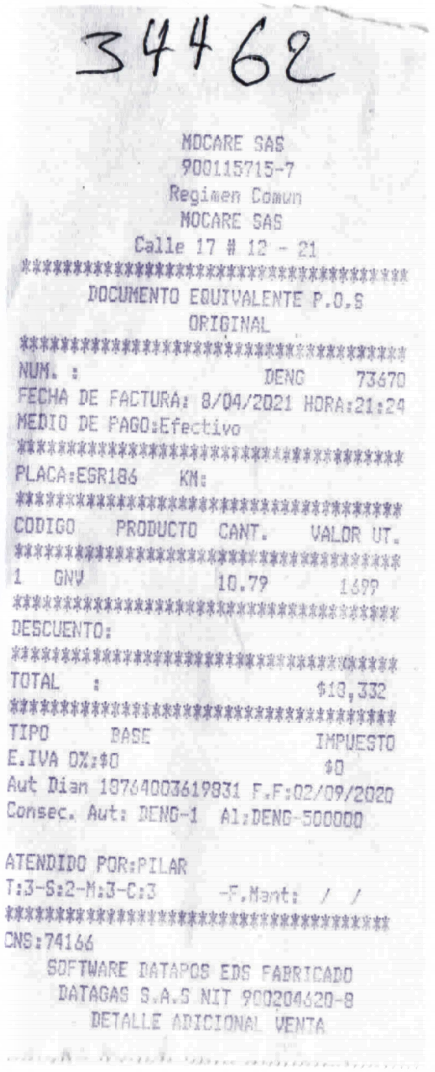 34462
MOCARE SAS
900115715-7
Regimen Comun
MOCARE SAS
Calle 17 # 12 - 21
****************************************
DOCUMENTO EQUIVALENTE P.O.S
ORIGINAL
****************************************
NUM. : DENG 73670
FECHA DE FACTURA: 8/04/2021 HORA:21:24
MEDIO DE PAGO:Efectivo
****************************************
PLACA:EGR186 KM:
****************************************
CODIGO PRODUCTO CANT. VALOR UT.
****************************************
1 GNV 10.79 1699
****************************************
DESCUENTO:
****************************************
TOTAL : $18,332
****************************************
TIPO BASE IMPUESTO
E.IVA 0%:$0 $0
Aut Dian 18764003619831 F.F:02/09/2020
Consec. Aut: DENG-1 Al:DENG-500000
ATENDIDO POR:PILAR
T:3-S:2-M:3-C:3 -F.Mant: / /
****************************************
CNS:74166
SOFTWARE DATAPOS EDS FABRICADO
DATAGAS S.A.S NIT 900204620-8
DETALLE ADICIONAL VENTA